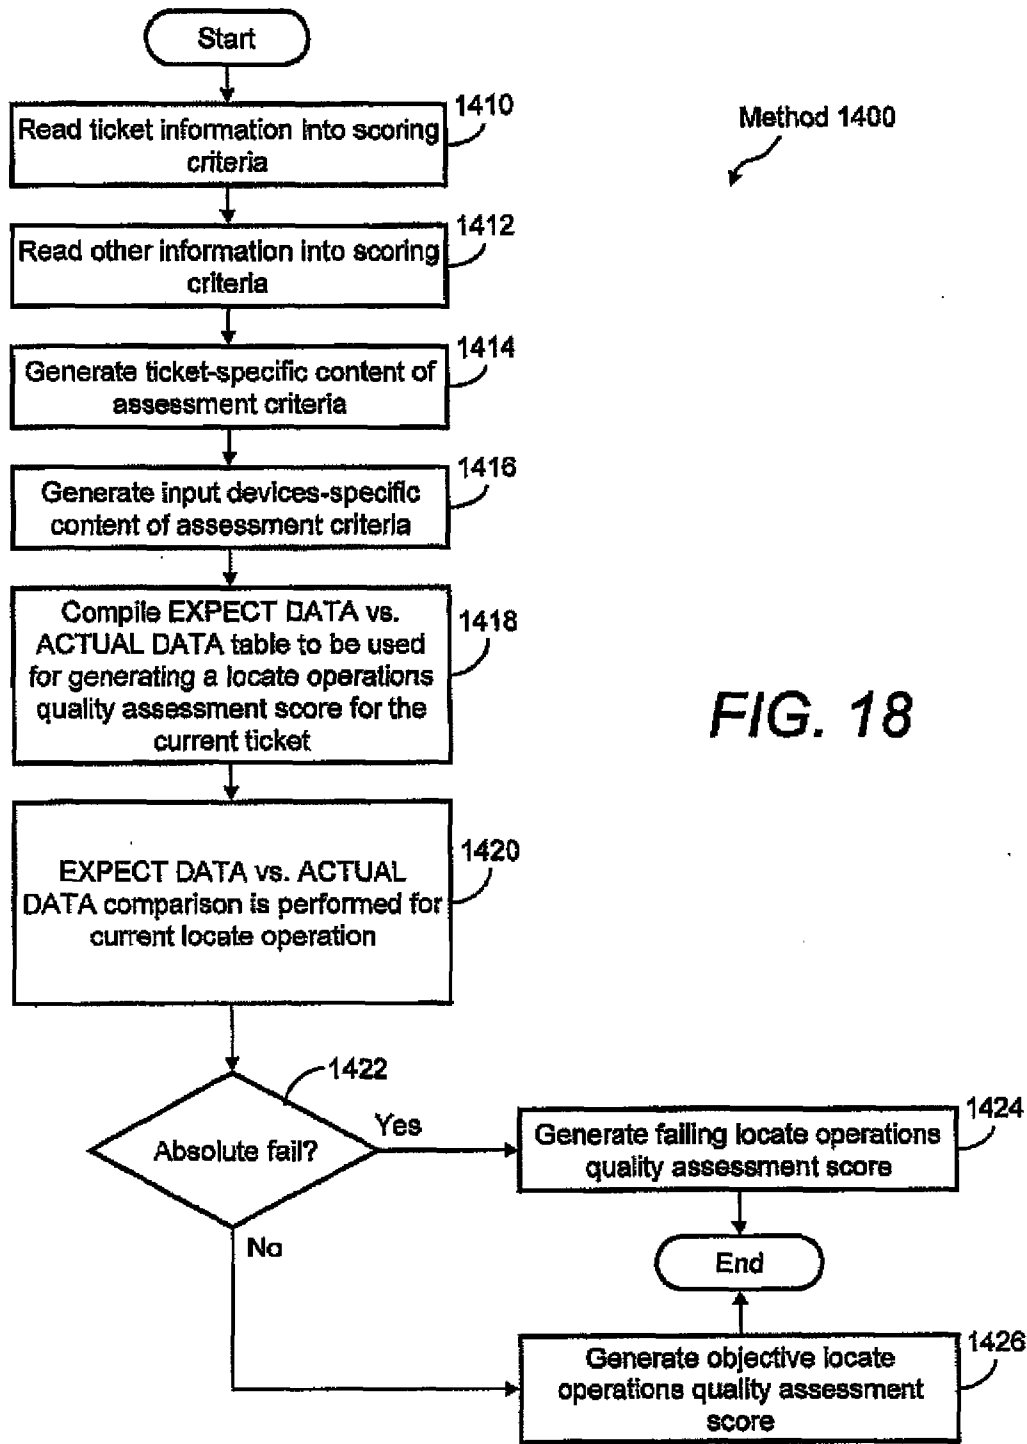 Start
1410
Read ticket information into scoring
criteria
Method 1400
1412
Read other information into scoring
criteria
1414
Generate ticket-specific content of
assessment criteria
1416
Generate input devices-specific
content of assessment criteria
Compile EXPECT DATA vs.
ACTUAL DATA table to be used
for generating a locate operations
quality assessment score for the
current ticket
1418
FIG. 18
1420
EXPECT DATA vs. ACTUAL
DATA comparison is performed for
current locate operation
1422
Absolute fail?
Yes
1424
Generate failing locate operations
quality assessment score
No
End
1426
Generate objective locate
operations quality assessment
score